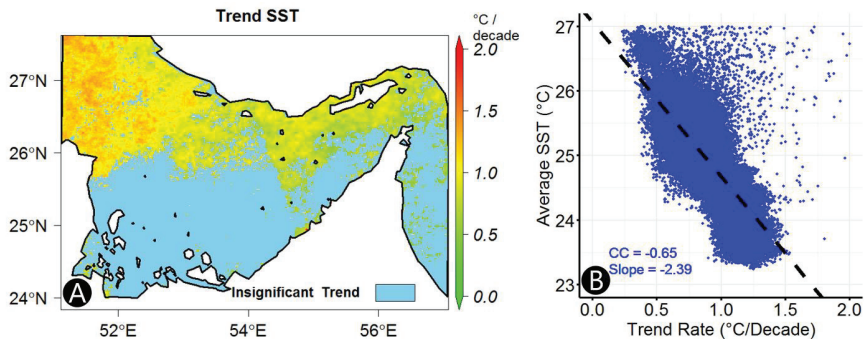 Trend SST
°C /
decade
2.0
1.5
1.0
0.5
0.0
27°N
26°N
25°N
24°N
52°E
54°E
56°E
A
Insignificant Trend
27
26
25
24
23
Average SST (°C)
CC = -0.65
Slope = -2.39
B
0.0
0.5
1.0
1.5
2.0
Trend Rate (°C/Decade)